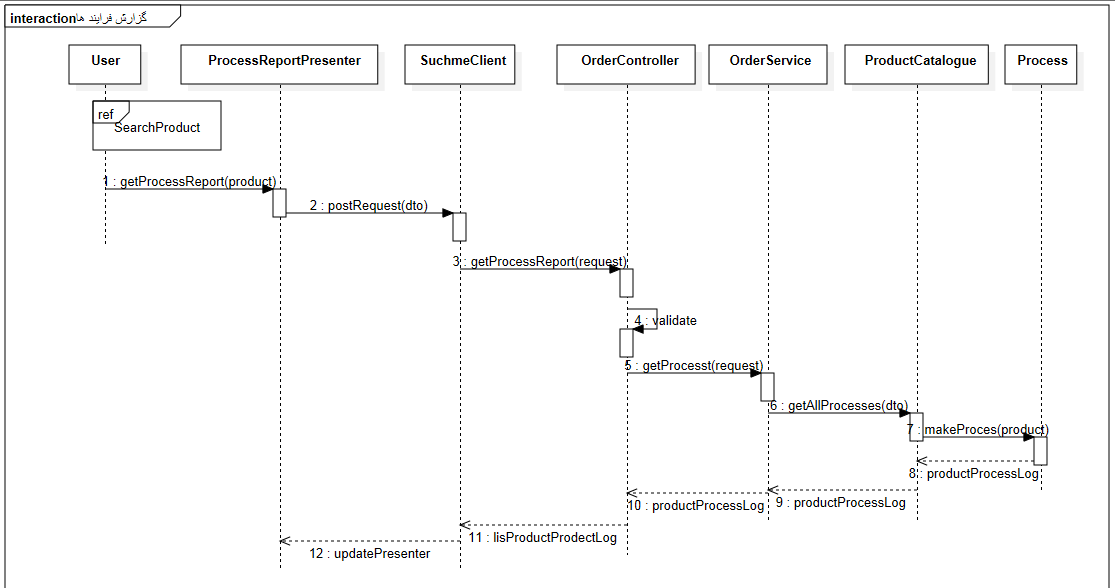 interactionگزارش فرایند ها
User
ProcessReportPresenter
SuchmeClient
OrderController
OrderService
ProductCatalogue
Process
ref
SearchProduct
1 : getProcessReport(product)
2 : postRequest(dto)
3 : getProcessReport(request)
4 : validate
5 : getProcesst(request)
6 : getAllProcesses(dto)
7 : makeProces(product)
8 : productProcessLog
9 : productProcessLog
10 : productProcessLog
11 : lisProductProdectLog
12 : updatePresenter